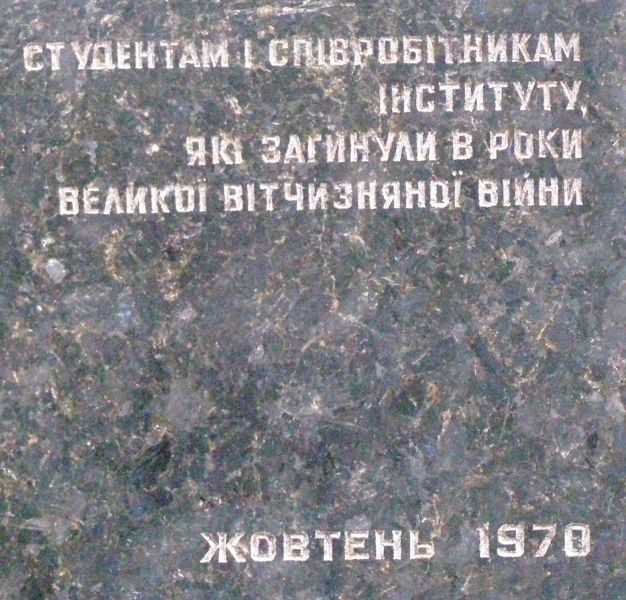 СТУДЕНТАМ І СПІВРОБІТНИКАМ
ІНСТИТУТУ,
ЯКІ ЗАГИНУЛИ В РОКИ
ВЕЛИКОЇ ВІТЧИЗНЯНОЇ ВІЙНИ
ЖОВТЕНЬ 1970